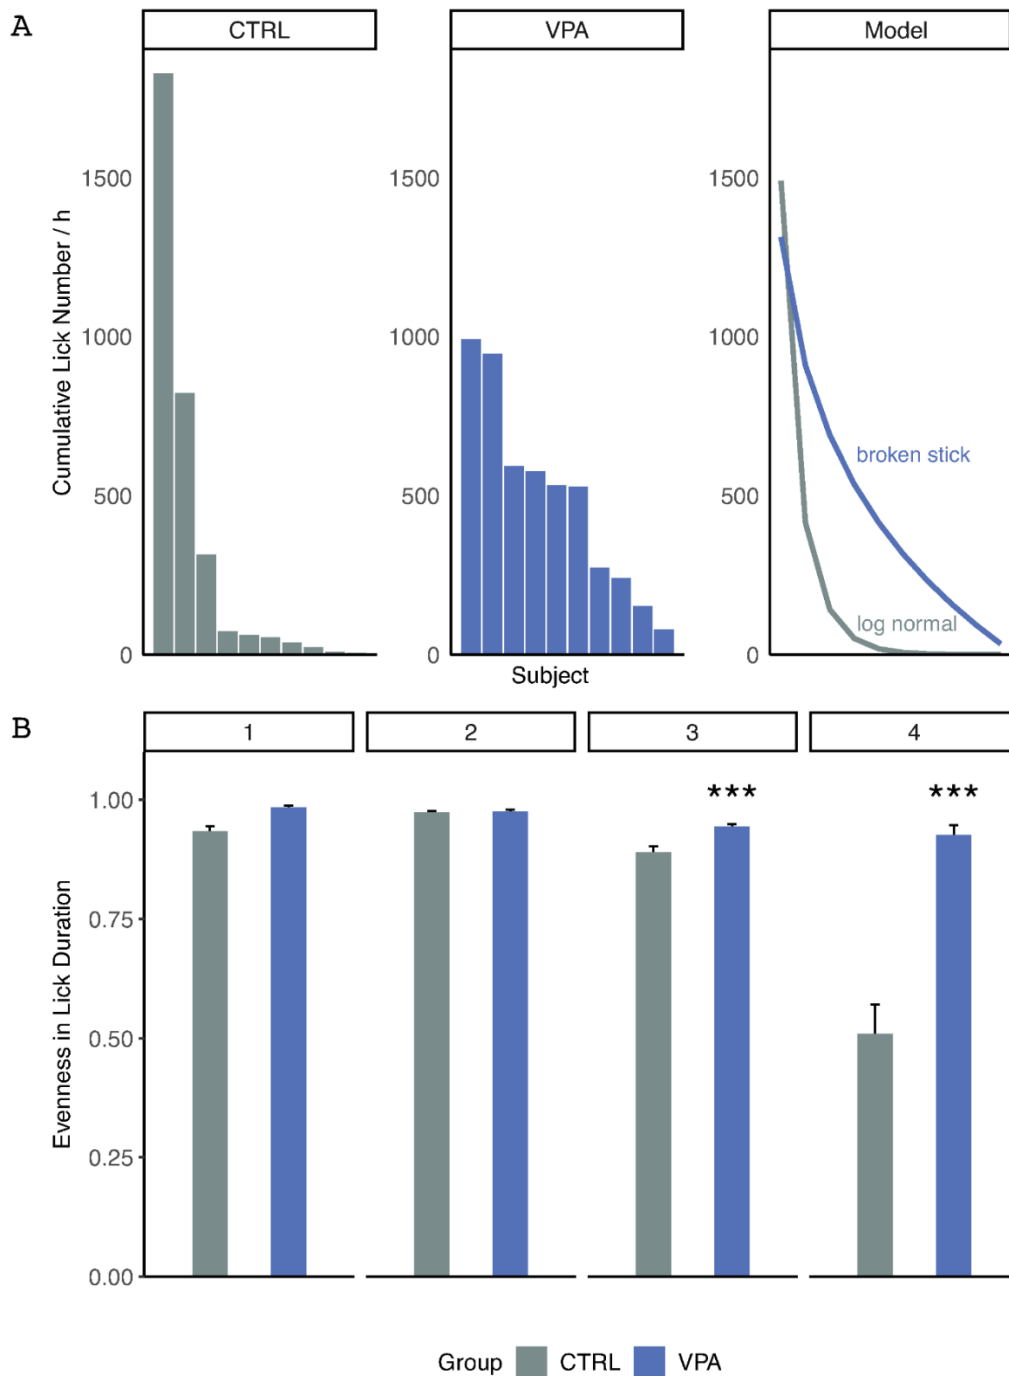 A
CTRL
VPA
Model
Cumulative Lick Number / h
1500
1000
500
0
1500
1000
500
0
1500
1000
500
0
broken stick
log normal
Subject
B
1
2
3
4
Evenness in Lick Duration
1.00
0.75
0.50
0.25
0.00
***
***
Group CTRL VPA